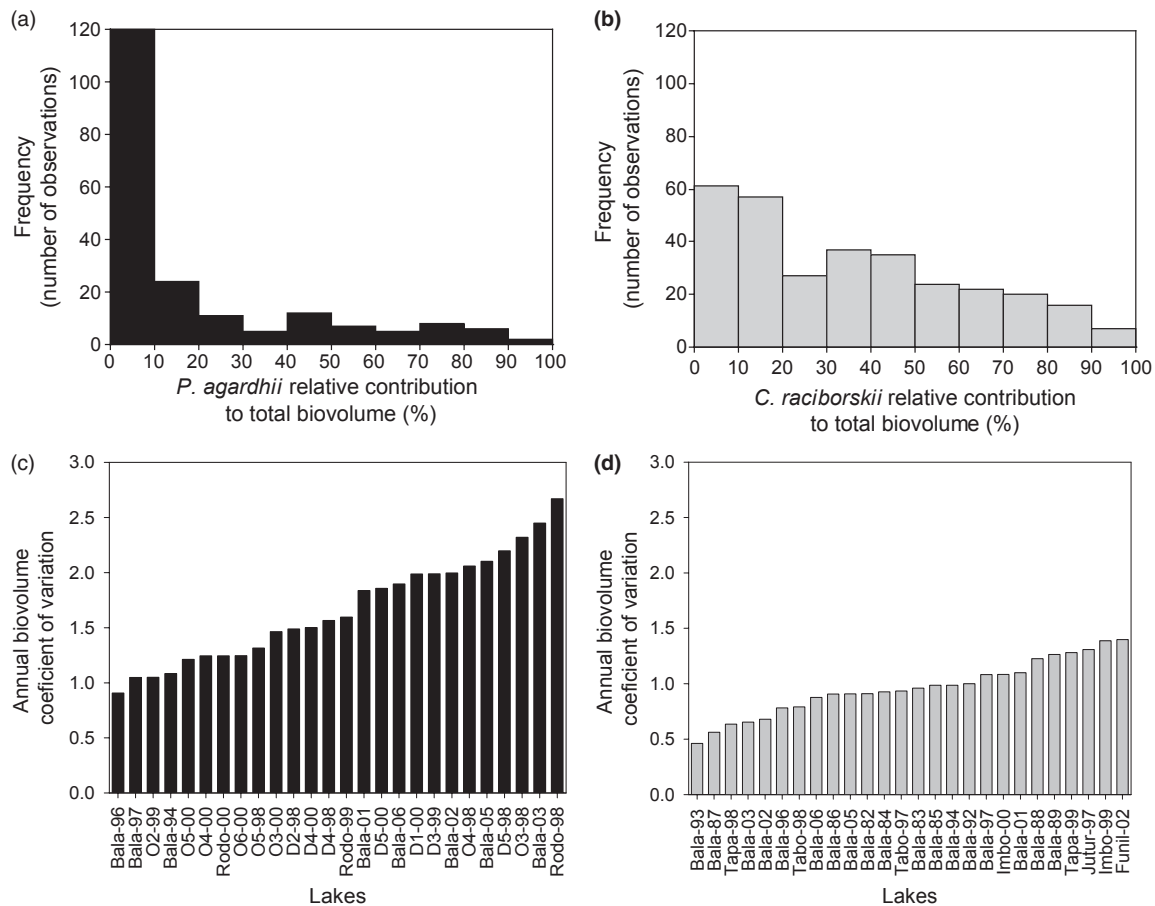 (a)
120
100
80
60
40
20
0
Frequency
(number of observations)
0 10 20 30 40 50 60 70 80 90 100
P. agardhii relative contribution
to total biovolume (%)
(b)
120
100
80
60
40
20
0
Frequency
(number of observations)
0 10 20 30 40 50 60 70 80 90 100
C. raciborskii relative contribution
to total biovolume (%)
(c)
3.0
2.5
2.0
1.5
1.0
0.5
0.0
Annual biovolume
coeficient of variation
Bala-96
Bala-97
O2-99
Bala-94
O5-00
O4-00
Rodo-00
O6-00
O5-98
O3-00
D2-98
D4-00
D4-98
Rodo-99
Bala-01
D5-00
Bala-06
D1-00
D3-99
Bala-02
O4-98
Bala-05
D5-98
O3-98
Bala-03
Rodo-98
Lakes
(d)
3.0
2.5
2.0
1.5
1.0
0.5
0.0
Annual biovolume
coeficient of variation
Bala-93
Bala-87
Tapa-98
Bala-03
Bala-02
Bala-96
Tabo-98
Bala-06
Bala-86
Bala-05
Bala-82
Bala-84
Tabo-97
Bala-83
Bala-85
Bala-94
Bala-92
Bala-97
Imbo-00
Bala-01
Bala-88
Bala-89
Tapa-99
Jutur-97
Imbo-99
Funil-02
Lakes